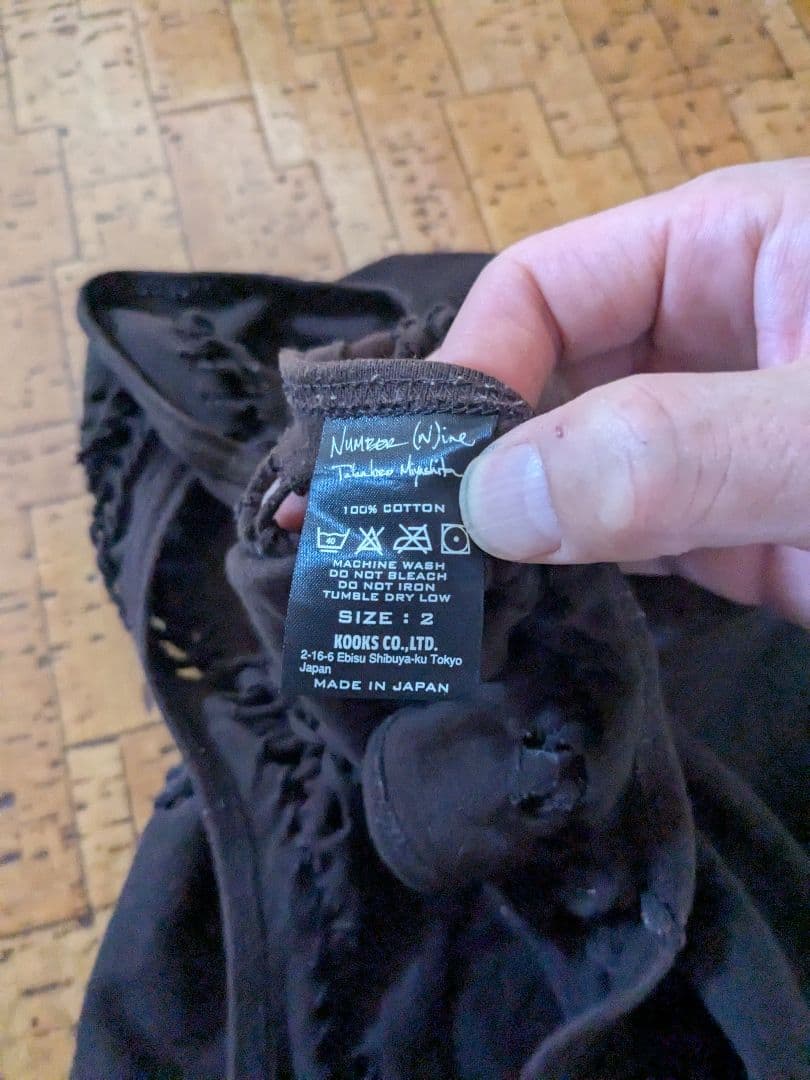 NUMBER (N)ine
Takahiro Miyashita
100% COTTON
40
MACHINE WASH
DO NOT BLEACH
DO NOT IRON
TUMBLE DRY LOW
SIZE : 2
KOOKS CO.,LTD.
2-16-6 Ebisu Shibuya-ku Tokyo
Japan
MADE IN JAPAN